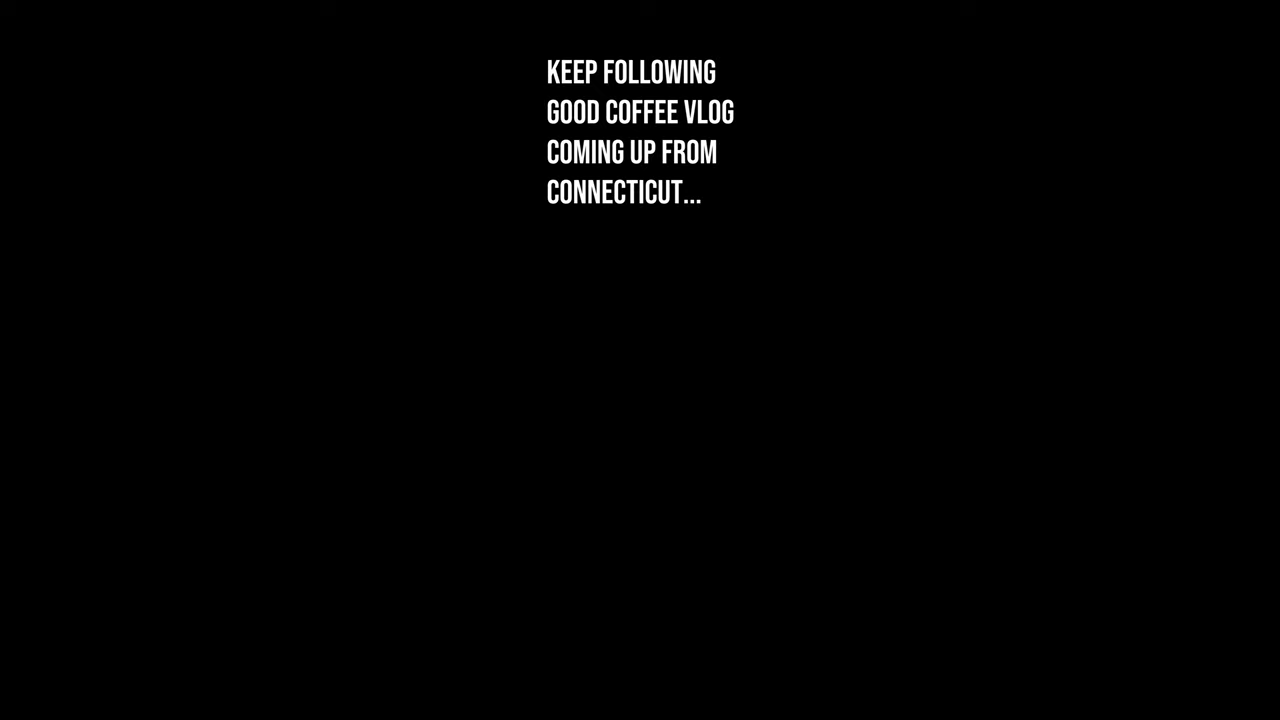 KEEP FOLLOWING
GOOD COFFEE VLOG
COMING UP FROM
CONNECTICUT...